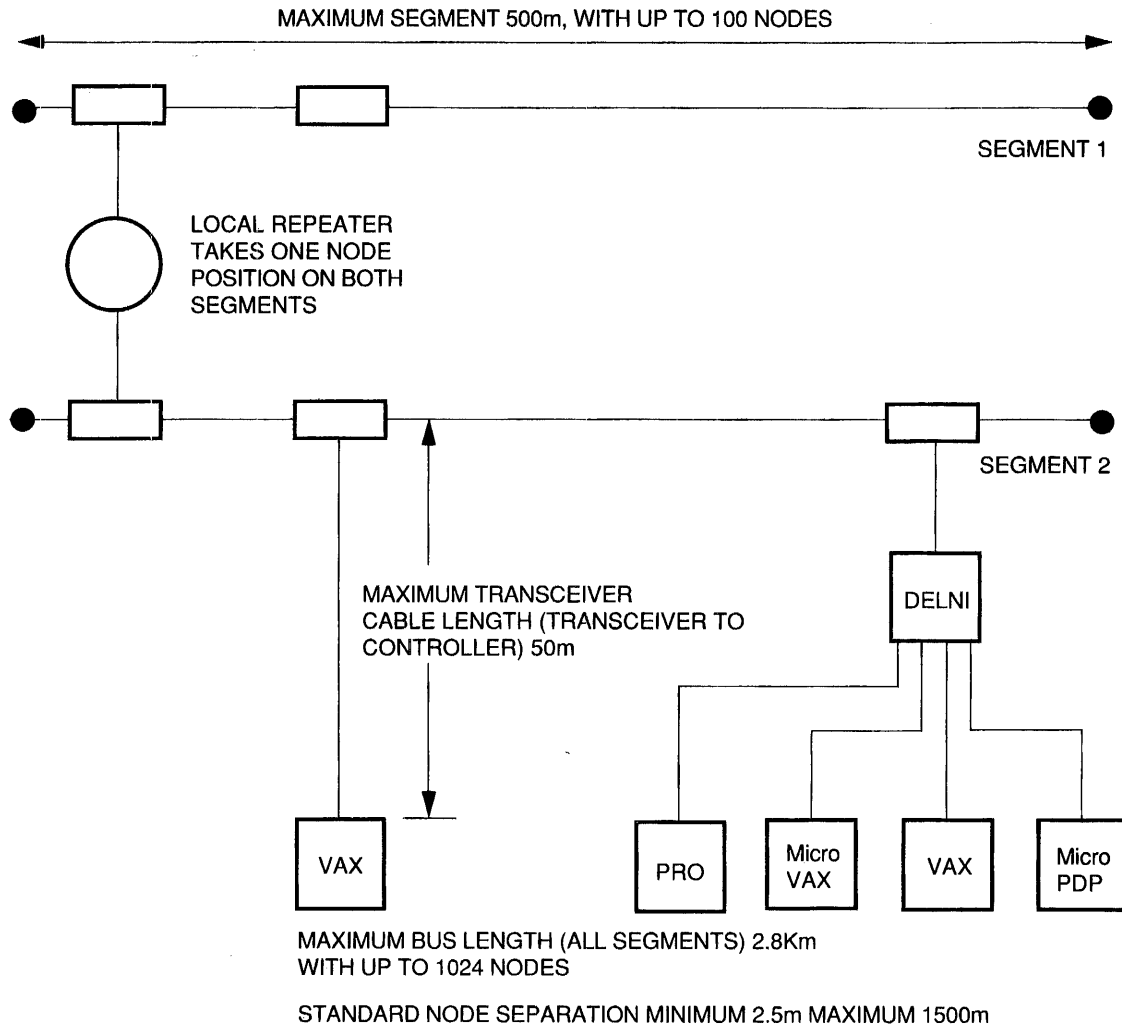 MAXIMUM SEGMENT 500m, WITH UP TO 100 NODES
SEGMENT 1
LOCAL REPEATER
TAKES ONE NODE
POSITION ON BOTH
SEGMENTS
SEGMENT 2
MAXIMUM TRANSCEIVER
CABLE LENGTH (TRANSCEIVER TO
CONTROLLER) 50m
DELNI
VAX
PRO
Micro
VAX
VAX
Micro
PDP
MAXIMUM BUS LENGTH (ALL SEGMENTS) 2.8Km
WITH UP TO 1024 NODES
STANDARD NODE SEPARATION MINIMUM 2.5m MAXIMUM 1500m